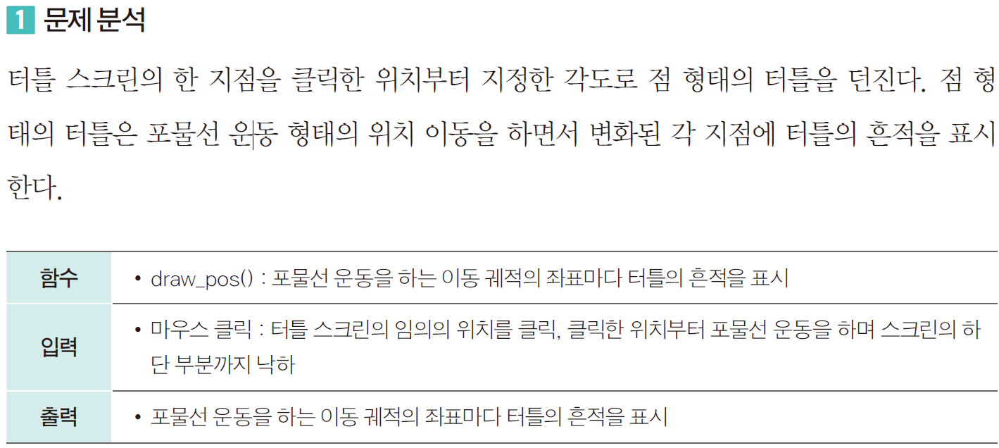 1 문제 분석
터틀 스크린의 한 지점을 클릭한 위치부터 지정한 각도로 점 형태의 터틀을 던진다. 점 형
태의 터틀은 포물선 운동 형태의 위치 이동을 하면서 변화된 각 지점에 터틀의 흔적을 표시
한다.
함수 • draw_pos() : 포물선 운동을 하는 이동 궤적의 좌표마다 터틀의 흔적을 표시
입력 • 마우스 클릭 : 터틀 스크린의 임의의 위치를 클릭, 클릭한 위치부터 포물선 운동을 하며 스크린의 하
단 부분까지 낙하
출력 • 포물선 운동을 하는 이동 궤적의 좌표마다 터틀의 흔적을 표시